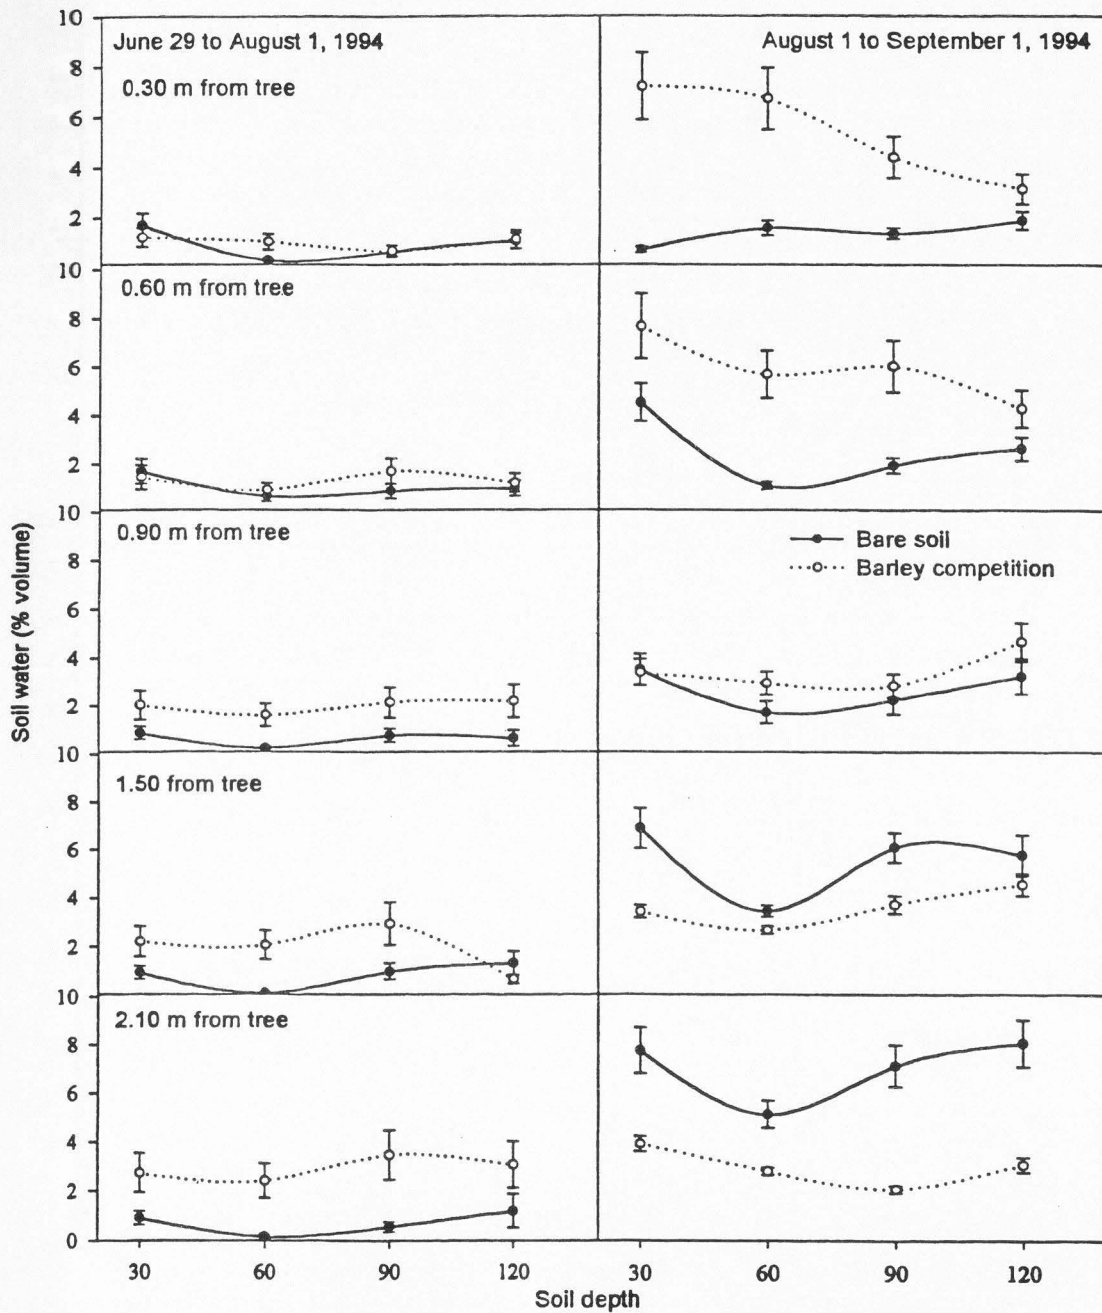 10
June 29 to August 1, 1994
August 1 to September 1, 1994
8
0.30 m from tree
6
4
2
10
0.60 m from tree
8
6
4
2
10
0.90 m from tree
Bare soil
8
Barley competition
6
4
2
Soil water (% volume)
10
1.50 from tree
8
6
4
2
10
2.10 m from tree
8
6
4
2
0
30 60 90 120 30 60 90 120
Soil depth